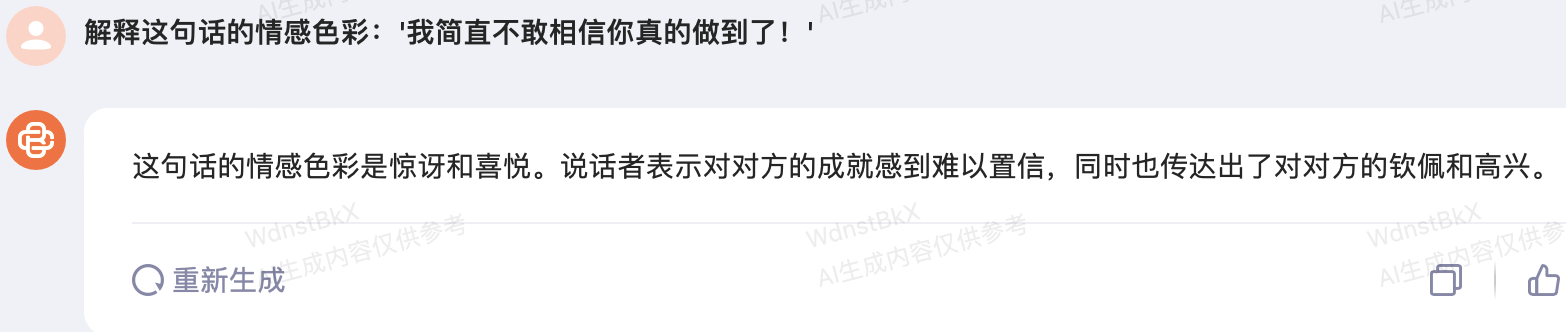 解释这句话的情感色彩：'我简直不敢相信你真的做到了！'
这句话的情感色彩是惊讶和喜悦。说话者表示对对方的成就感到难以置信，同时也传达出了对对方的钦佩和高兴。
WdnstBkX
AI生成内容仅供参考
WdnstBkX
AI生成内容仅供参考
WdnstBkX
AI生成内容仅供参考
重新生成